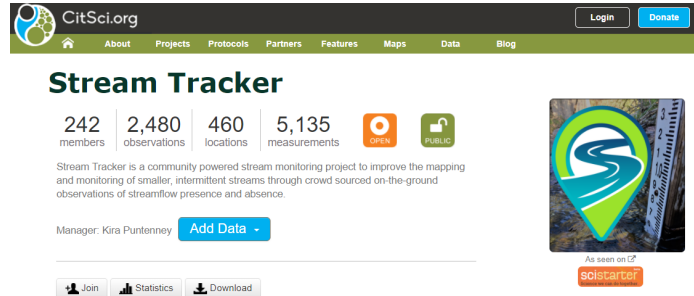 CitSci.org
Login
Donate
About Projects Protocols Partners Features Maps Data Blog
Stream Tracker
242 2,480 460 5,135
members observations locations measurements
OPEN
PUBLIC
Stream Tracker is a community powered stream monitoring project to improve the mapping
and monitoring of smaller, intermittent streams through crowd sourced on-the-ground
observations of streamflow presence and absence.
Manager: Kira Puntenney
Add Data
Join
Statistics
Download
As seen on
scistarter